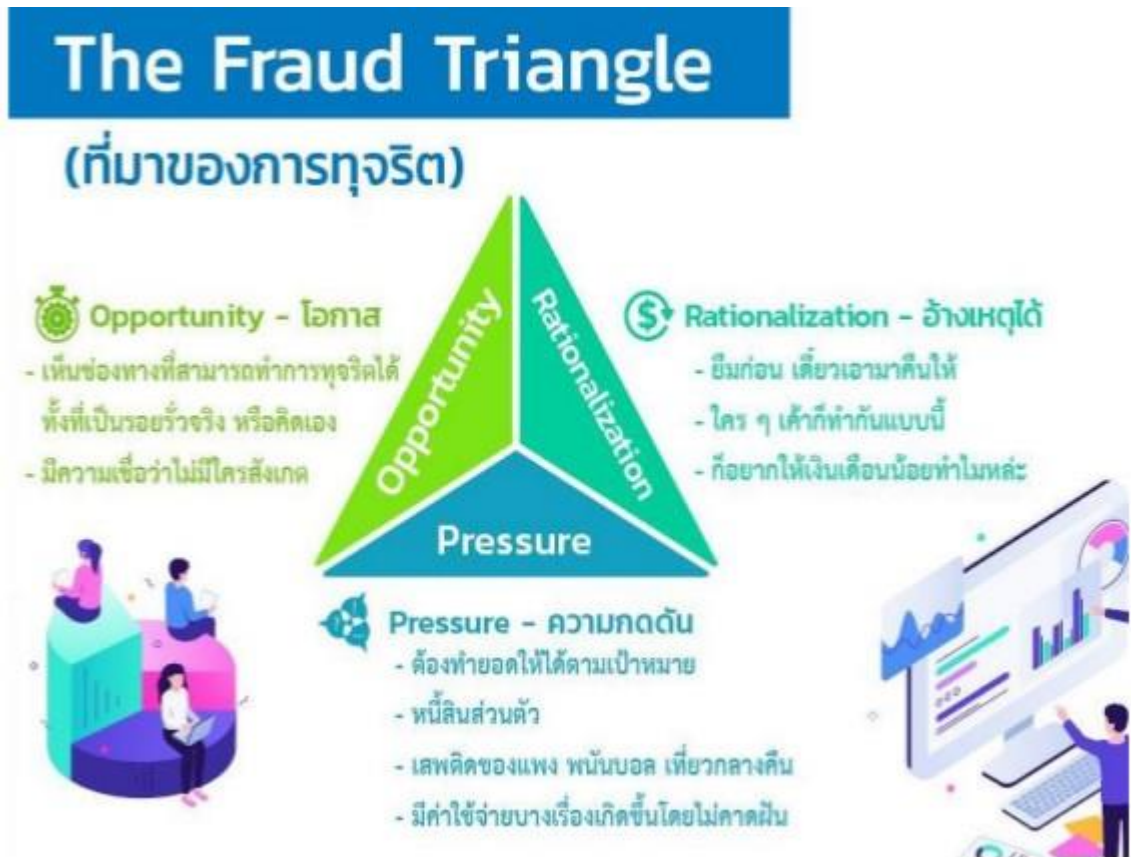 The Fraud Triangle
(ที่มาของการทุจริต)
Opportunity - โอกาส
- เห็นช่องทางที่สามารถทำการทุจริตได้
ทั้งที่เป็นรอยรั่วจริง หรือคิดเอง
- มีความเชื่อว่าไม่มีใครสังเกต
Opportunity
Rationalization
Pressure
Rationalization - อ้างเหตุได้
- ยืมก่อน เดี๋ยวเอามาคืนให้
- ใคร ๆ เค้าก็ทำกันแบบนี้
- ก็อยากให้เงินเดือนน้อยทำไมหล่ะ
Pressure - ความกดดัน
- ต้องทำยอดให้ได้ตามเป้าหมาย
- หนี้สินส่วนตัว
- เสพติดของแพง พนันบอล เที่ยวกลางคืน
- มีค่าใช้จ่ายบางเรื่องเกิดขึ้นโดยไม่คาดฝัน